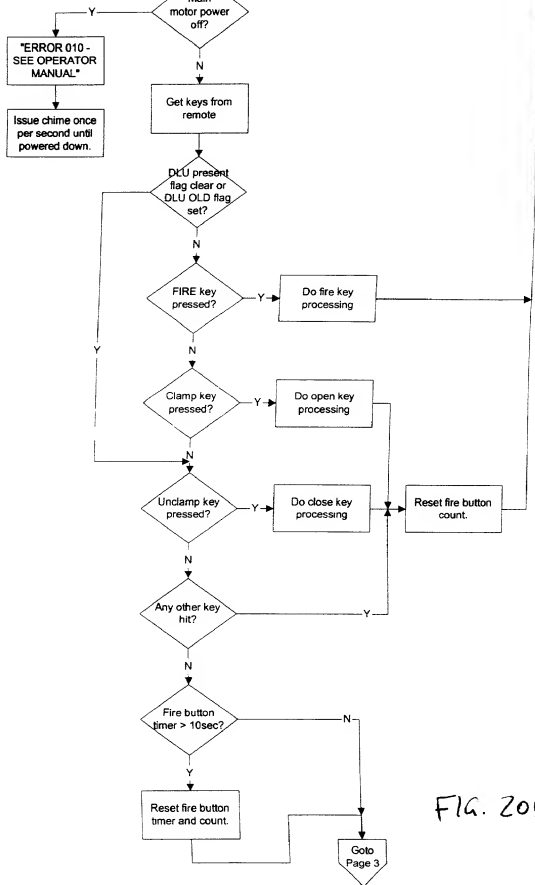 Main
motor power
off?
Y
"ERROR 010 -
SEE OPERATOR
MANUAL"
N
Issue chime once
per second until
powered down.
Get keys from
remote
DLU present
flag clear or
DLU OLD flag
set?
N
FIRE key
pressed?
Y
Do fire key
processing
N
Y
Clamp key
pressed?
Y
Do open key
processing
N
Unclamp key
pressed?
Y
Do close key
processing
Reset fire button
count.
N
Any other key
hit?
Y
N
Fire button
timer > 10sec?
N
Y
Reset fire button
timer and count.
Goto
Page 3
FIG. 20